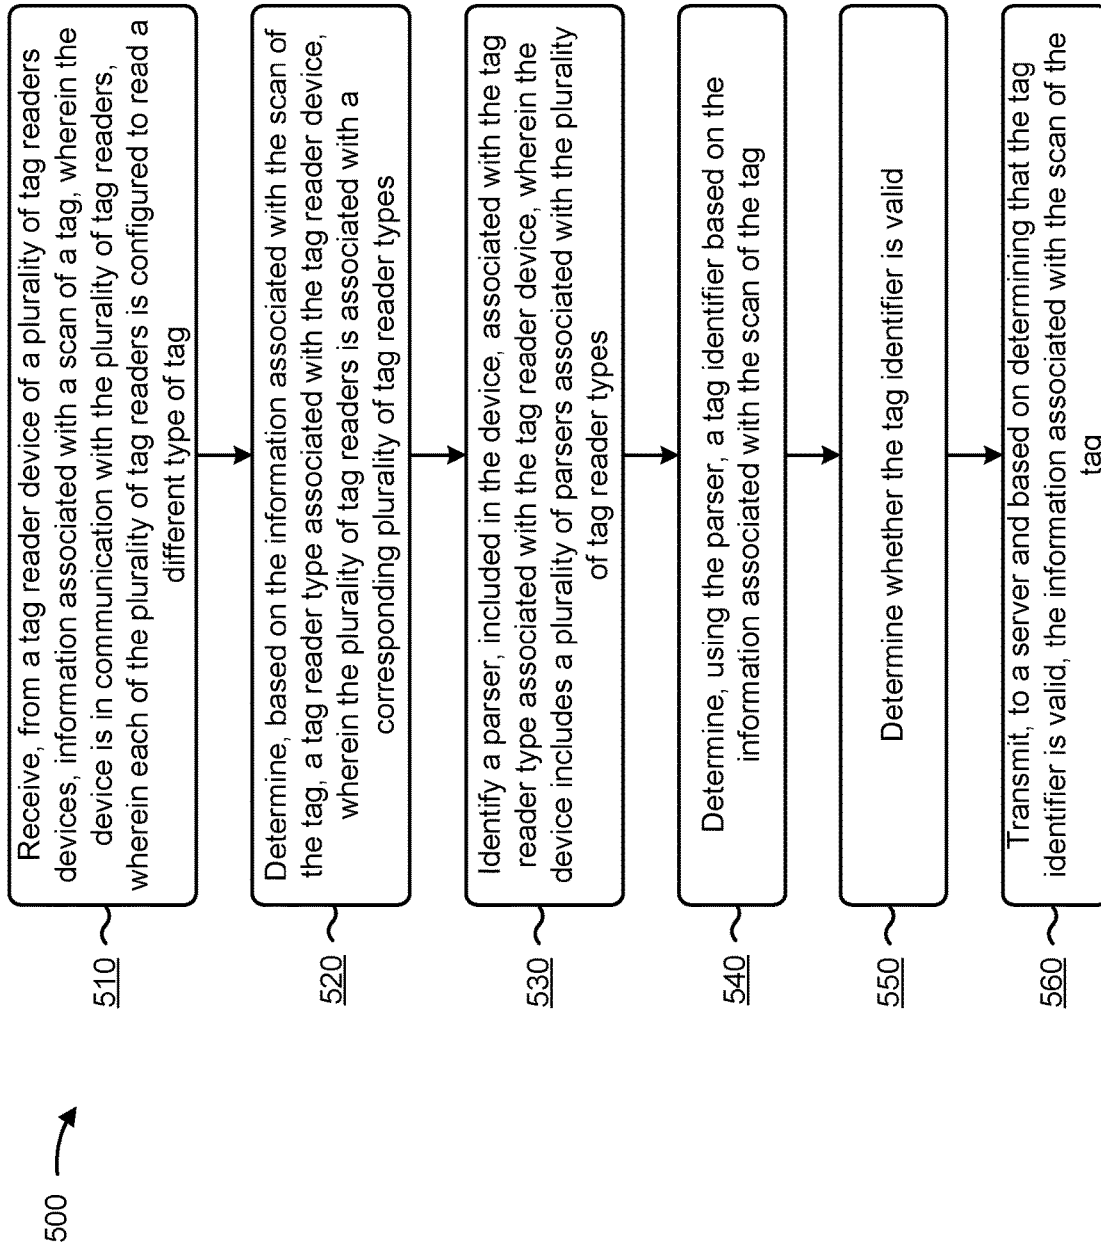 500
510
Receive, from a tag reader device of a plurality of tag readers
devices, information associated with a scan of a tag, wherein the
device is in communication with the plurality of tag readers,
wherein each of the plurality of tag readers is configured to read a
different type of tag
520
Determine, based on the information associated with the scan of
the tag, a tag reader type associated with the tag reader device,
wherein the plurality of tag readers is associated with a
corresponding plurality of tag reader types
530
Identify a parser, included in the device, associated with the tag
reader type associated with the tag reader device, wherein the
device includes a plurality of parsers associated with the plurality
of tag reader types
540
Determine, using the parser, a tag identifier based on the
information associated with the scan of the tag
550
Determine whether the tag identifier is valid
560
Transmit, to a server and based on determining that the tag
identifier is valid, the information associated with the scan of the
tag